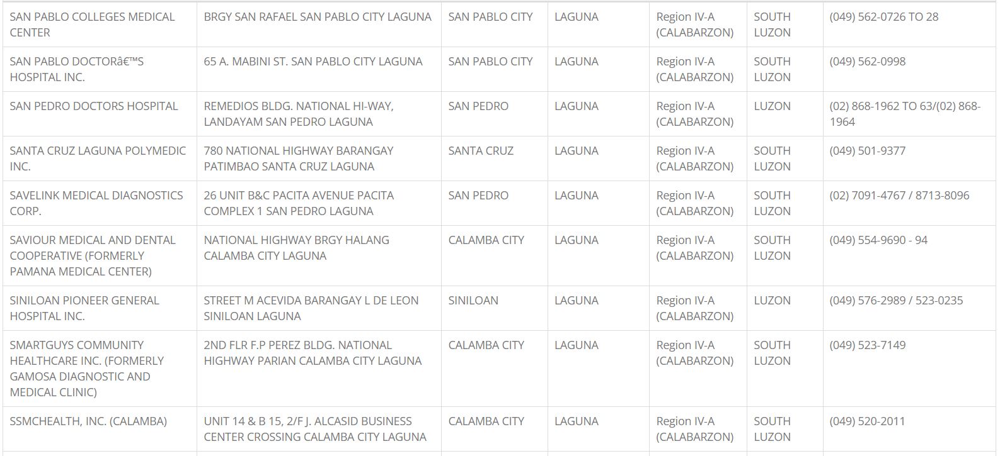 SAN PABLO COLLEGES MEDICAL CENTER BRGY SAN RAFAEL SAN PABLO CITY LAGUNA SAN PABLO CITY LAGUNA Region IV-A (CALABARZON) SOUTH LUZON (049) 562-0726 TO 28
SAN PABLO DOCTORâ€™S HOSPITAL INC. 65 A. MABINI ST. SAN PABLO CITY LAGUNA SAN PABLO CITY LAGUNA Region IV-A (CALABARZON) SOUTH LUZON (049) 562-0998
SAN PEDRO DOCTORS HOSPITAL REMEDIOS BLDG. NATIONAL HI-WAY, LANDAYAM SAN PEDRO LAGUNA SAN PEDRO LAGUNA Region IV-A (CALABARZON) LUZON (02) 868-1962 TO 63/(02) 868-1964
SANTA CRUZ LAGUNA POLYMEDIC INC. 780 NATIONAL HIGHWAY BARANGAY PATIMBAO SANTA CRUZ LAGUNA SANTA CRUZ LAGUNA Region IV-A (CALABARZON) SOUTH LUZON (049) 501-9377
SAVELINK MEDICAL DIAGNOSTICS CORP. 26 UNIT B&C PACITA AVENUE PACITA COMPLEX 1 SAN PEDRO LAGUNA SAN PEDRO LAGUNA Region IV-A (CALABARZON) SOUTH LUZON (02) 7091-4767 / 8713-8096
SAVIOUR MEDICAL AND DENTAL COOPERATIVE (FORMERLY PAMANA MEDICAL CENTER) NATIONAL HIGHWAY BRGY HALANG CALAMBA CITY LAGUNA CALAMBA CITY LAGUNA Region IV-A (CALABARZON) SOUTH LUZON (049) 554-9690 - 94
SINILOAN PIONEER GENERAL HOSPITAL INC. STREET M ACEVIDA BARANGAY L DE LEON SINILOAN LAGUNA SINILOAN LAGUNA Region IV-A (CALABARZON) LUZON (049) 576-2989 / 523-0235
SMARTGUYS COMMUNITY HEALTHCARE INC. (FORMERLY GAMOSA DIAGNOSTIC AND MEDICAL CLINIC) 2ND FLR F.P PEREZ BLDG. NATIONAL HIGHWAY PARIAN CALAMBA CITY LAGUNA CALAMBA CITY LAGUNA Region IV-A (CALABARZON) SOUTH LUZON (049) 523-7149
SSMCHEALTH, INC. (CALAMBA) UNIT 14 & B 15, 2/F J. ALCASID BUSINESS CENTER CROSSING CALAMBA CITY LAGUNA CALAMBA CITY LAGUNA Region IV-A (CALABARZON) SOUTH LUZON (049) 520-2011